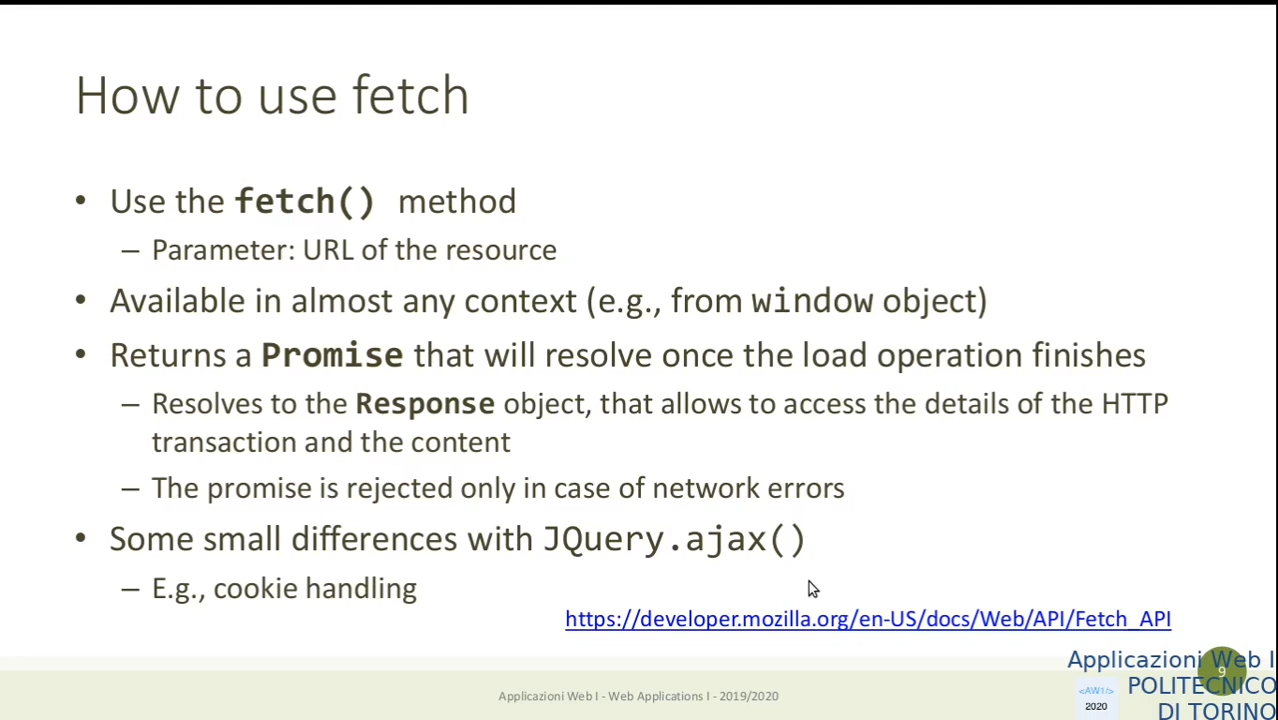 How to use fetch
• Use the fetch() method
– Parameter: URL of the resource
• Available in almost any context (e.g., from window object)
• Returns a Promise that will resolve once the load operation finishes
– Resolves to the Response object, that allows to access the details of the HTTP
transaction and the content
– The promise is rejected only in case of network errors
• Some small differences with JQuery.ajax()
– E.g., cookie handling
https://developer.mozilla.org/en-US/docs/Web/API/Fetch_API
Applicazioni Web I - Web Applications I - 2019/2020
9
Applicazioni Web I
POLITECNICO
DI TORINO
<AW1/>
2020